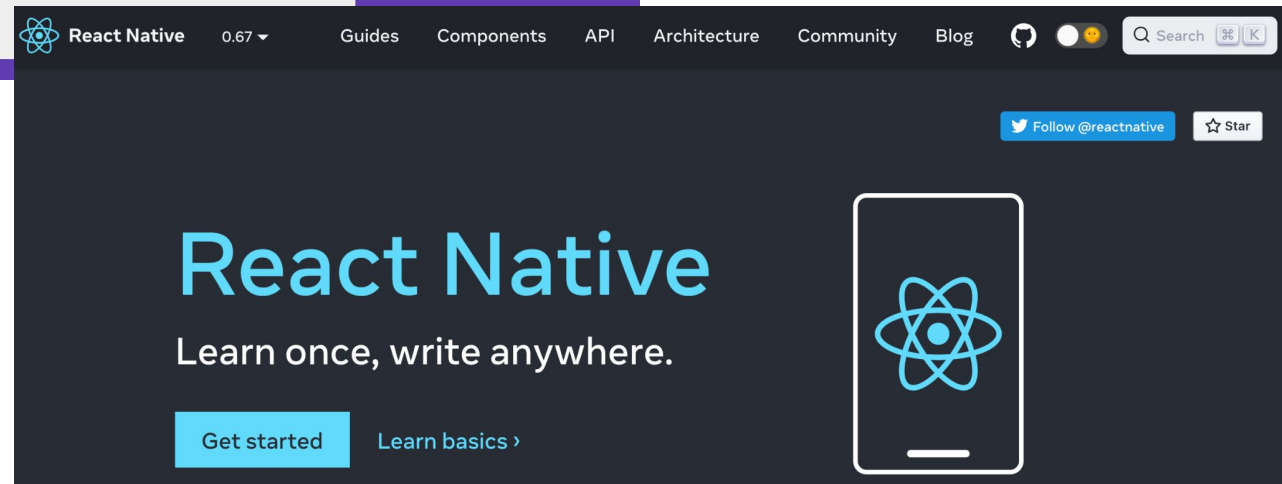 React Native 0.67 Guides Components API Architecture Community Blog Search ⌘ K
Follow @reactnative Star
React Native
Learn once, write anywhere.
Get started Learn basics ›